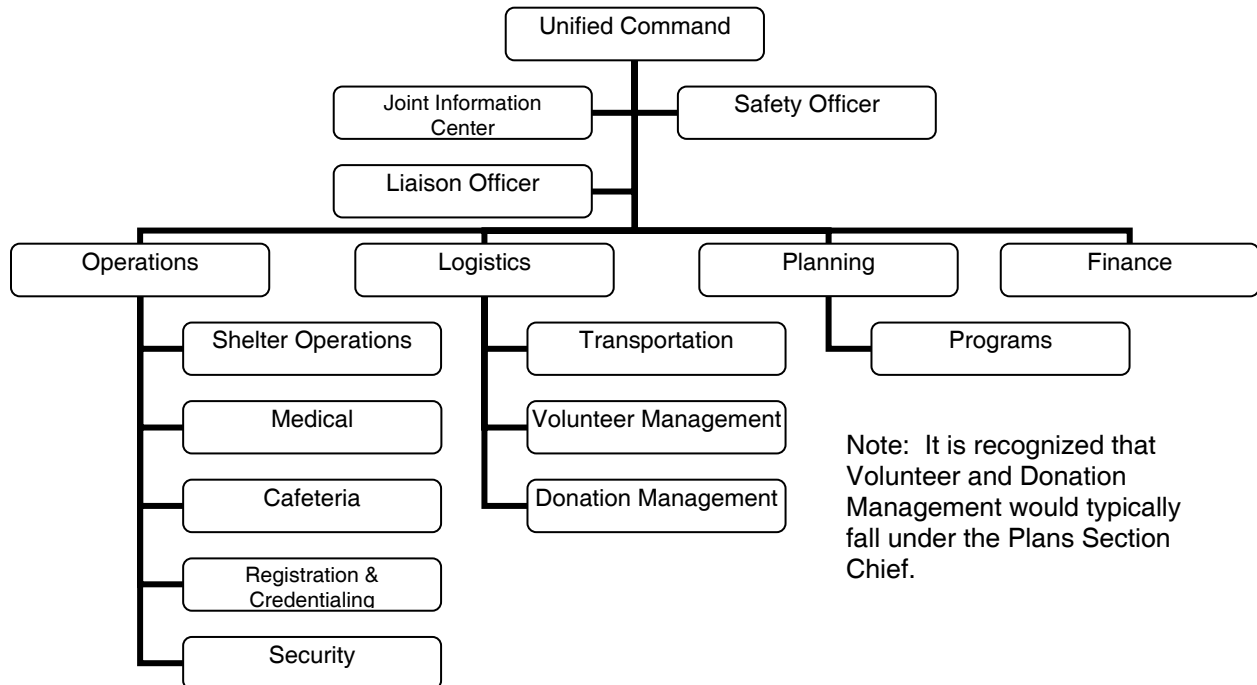 Unified Command
Joint Information
Center
Safety Officer
Liaison Officer
Operations
Logistics
Planning
Finance
Shelter Operations
Transportation
Programs
Medical
Volunteer Management
Cafeteria
Donation Management
Registration &
Credentialing
Security
Note:  It is recognized that
Volunteer and Donation
Management would typically
fall under the Plans Section
Chief.